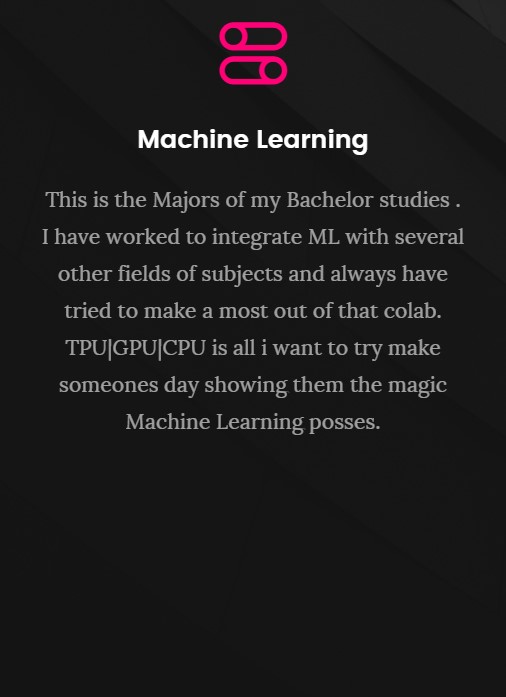 Machine Learning
This is the Majors of my Bachelor studies .
I have worked to integrate ML with several
other fields of subjects and always have
tried to make a most out of that colab.
TPU|GPU|CPU is all i want to try make
someones day showing them the magic
Machine Learning posses.